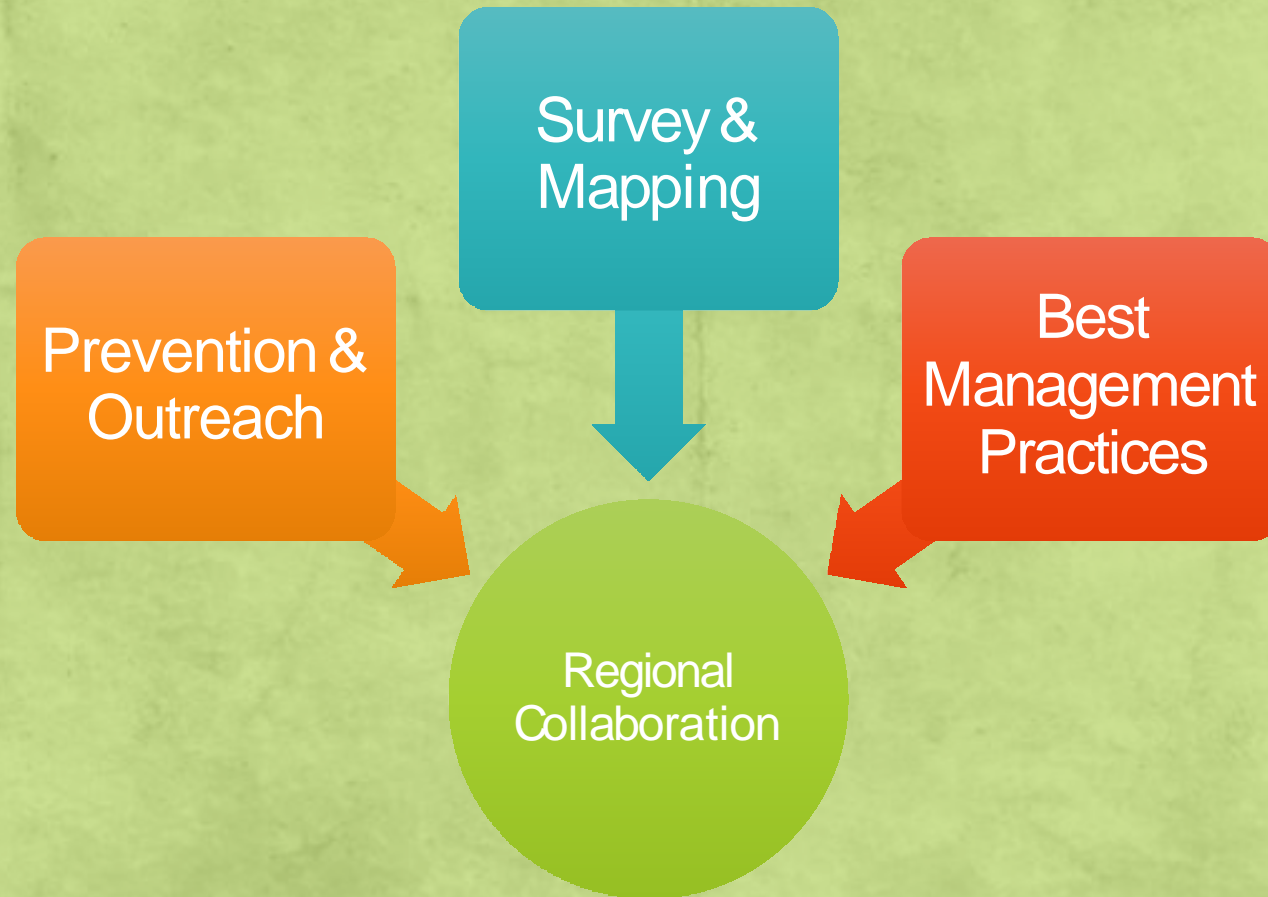 Survey &
Mapping
Prevention &
Outreach
Best
Management
Practices
Regional
Collaboration